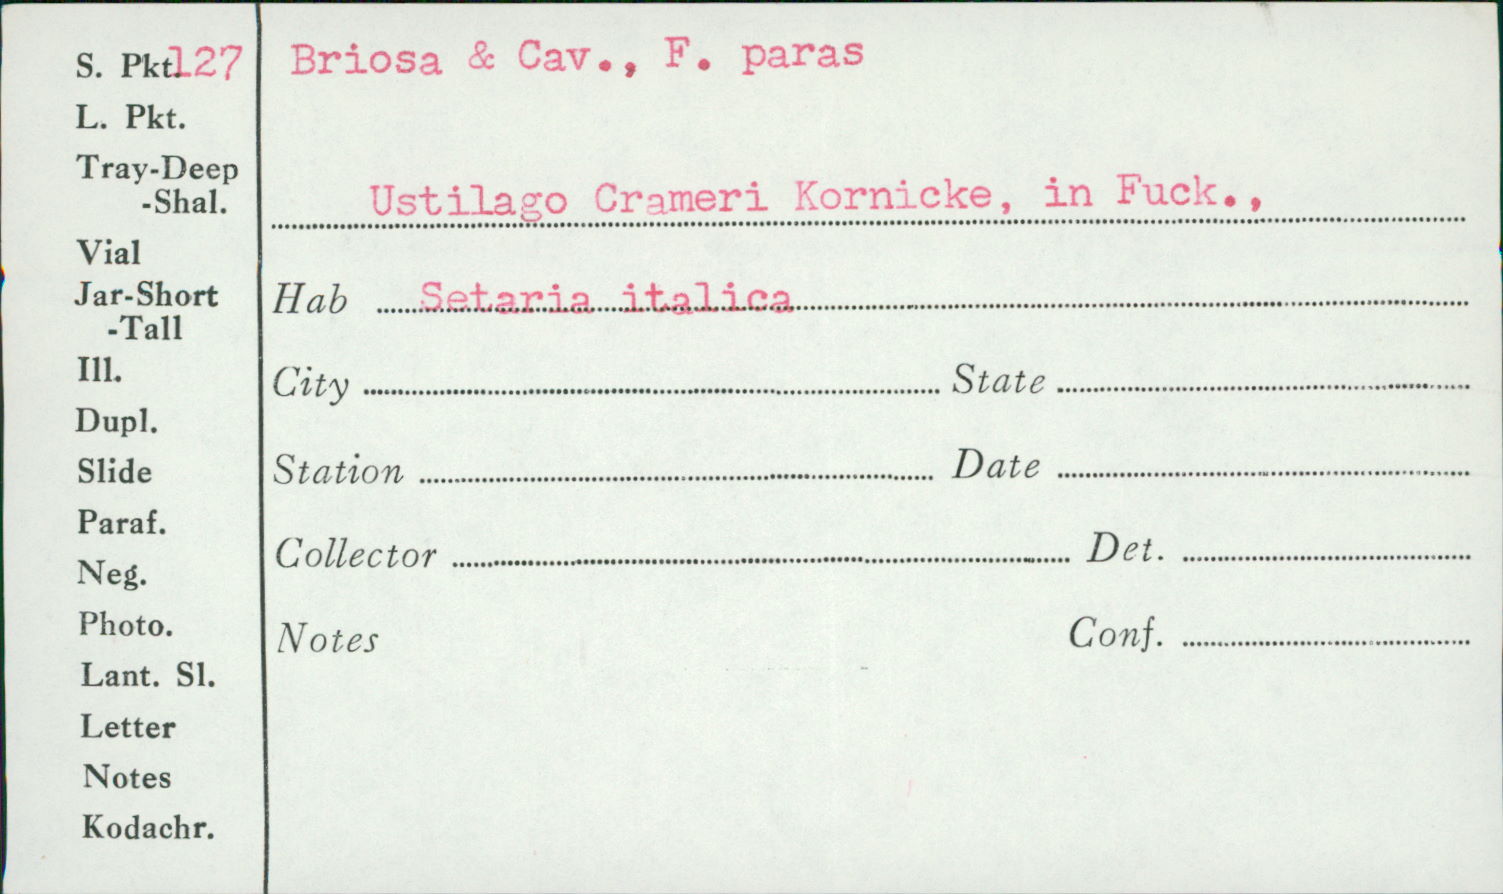 S. Pkt.127
Briosa & Cav., F. paras
L. Pkt.
Tray-Deep
-Shal.
Ustilago Crameri Kornicke, in Fuck.,
Vial
Jar-Short
-Tall
Hab Setaria italica
Ill.
City State
Dupl.
Slide
Station Date
Paraf.
Neg.
Collector Det.
Photo.
Notes Conf.
Lant. Sl.
Letter
Notes
Kodachr.